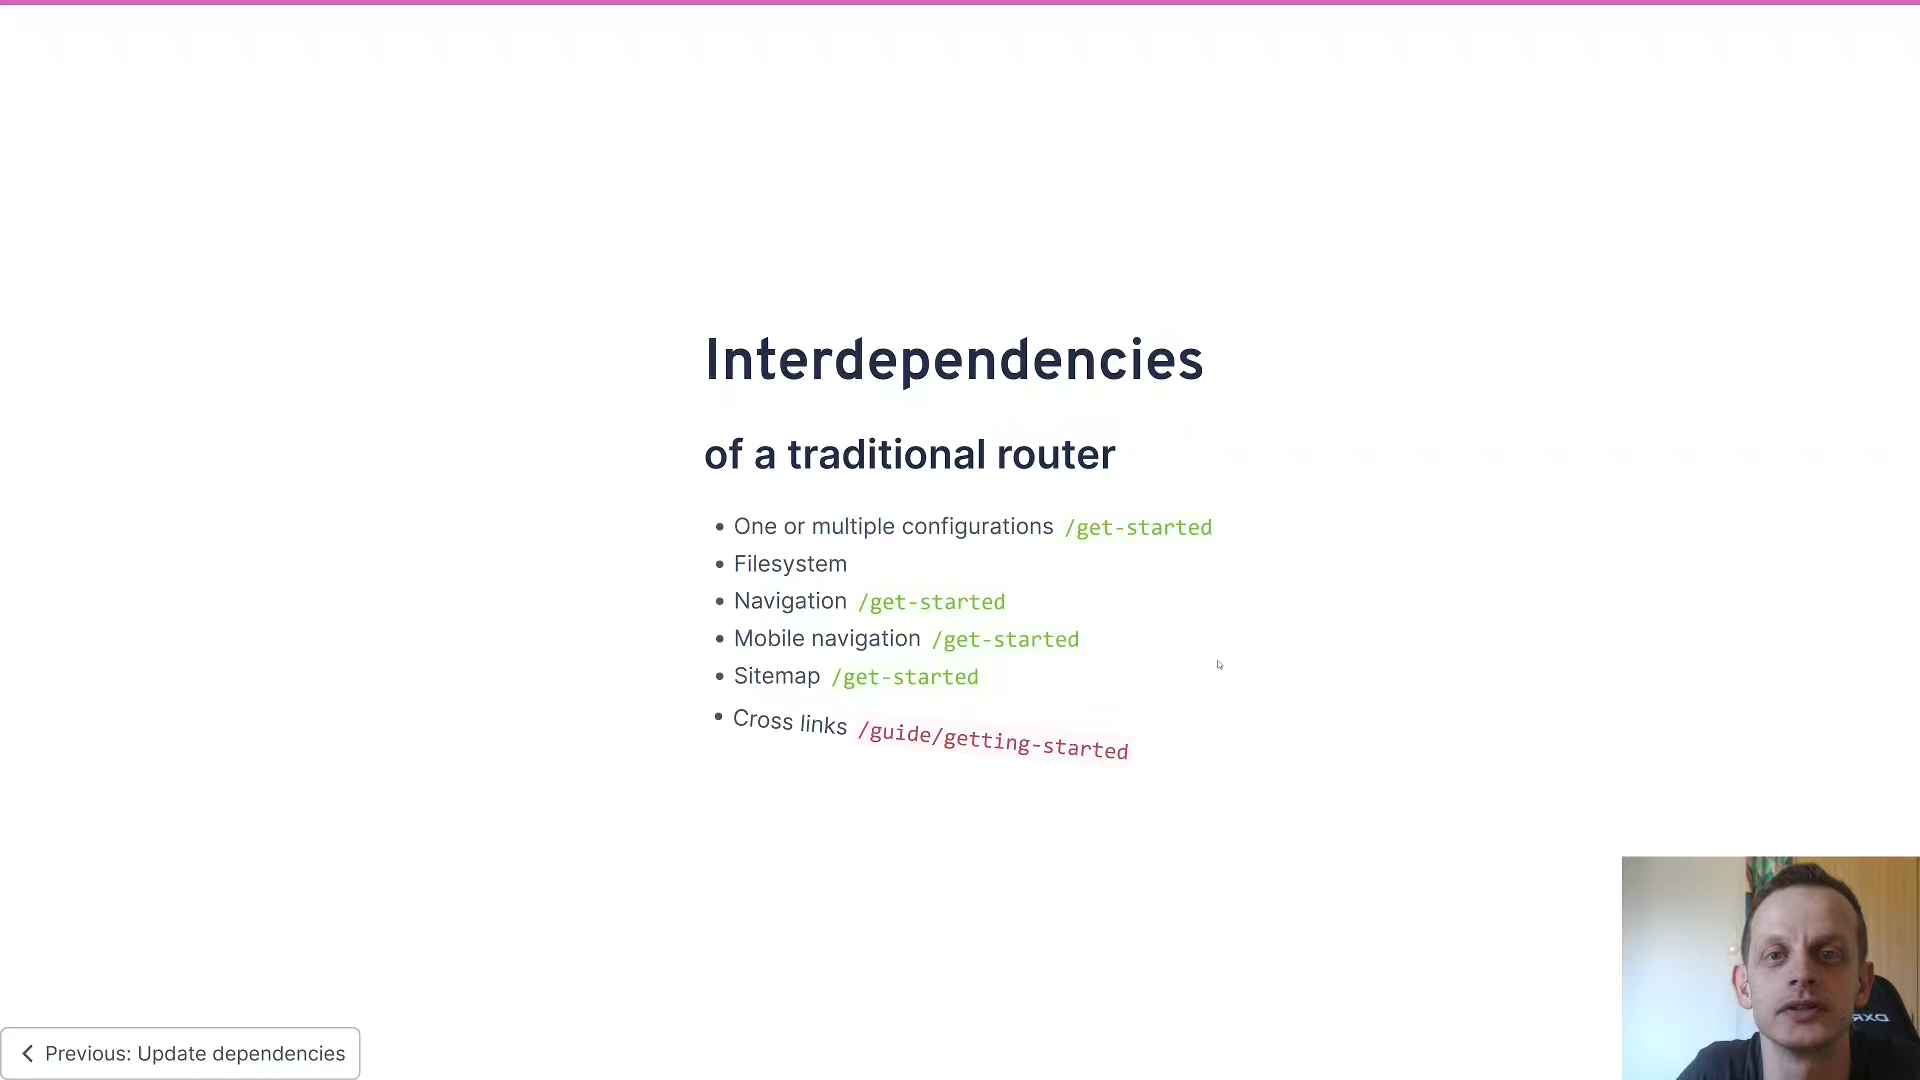 Interdependencies
of a traditional router
• One or multiple configurations /get-started
• Filesystem
• Navigation /get-started
• Mobile navigation /get-started
• Sitemap /get-started
• Cross links /guide/getting-started
Previous: Update dependencies